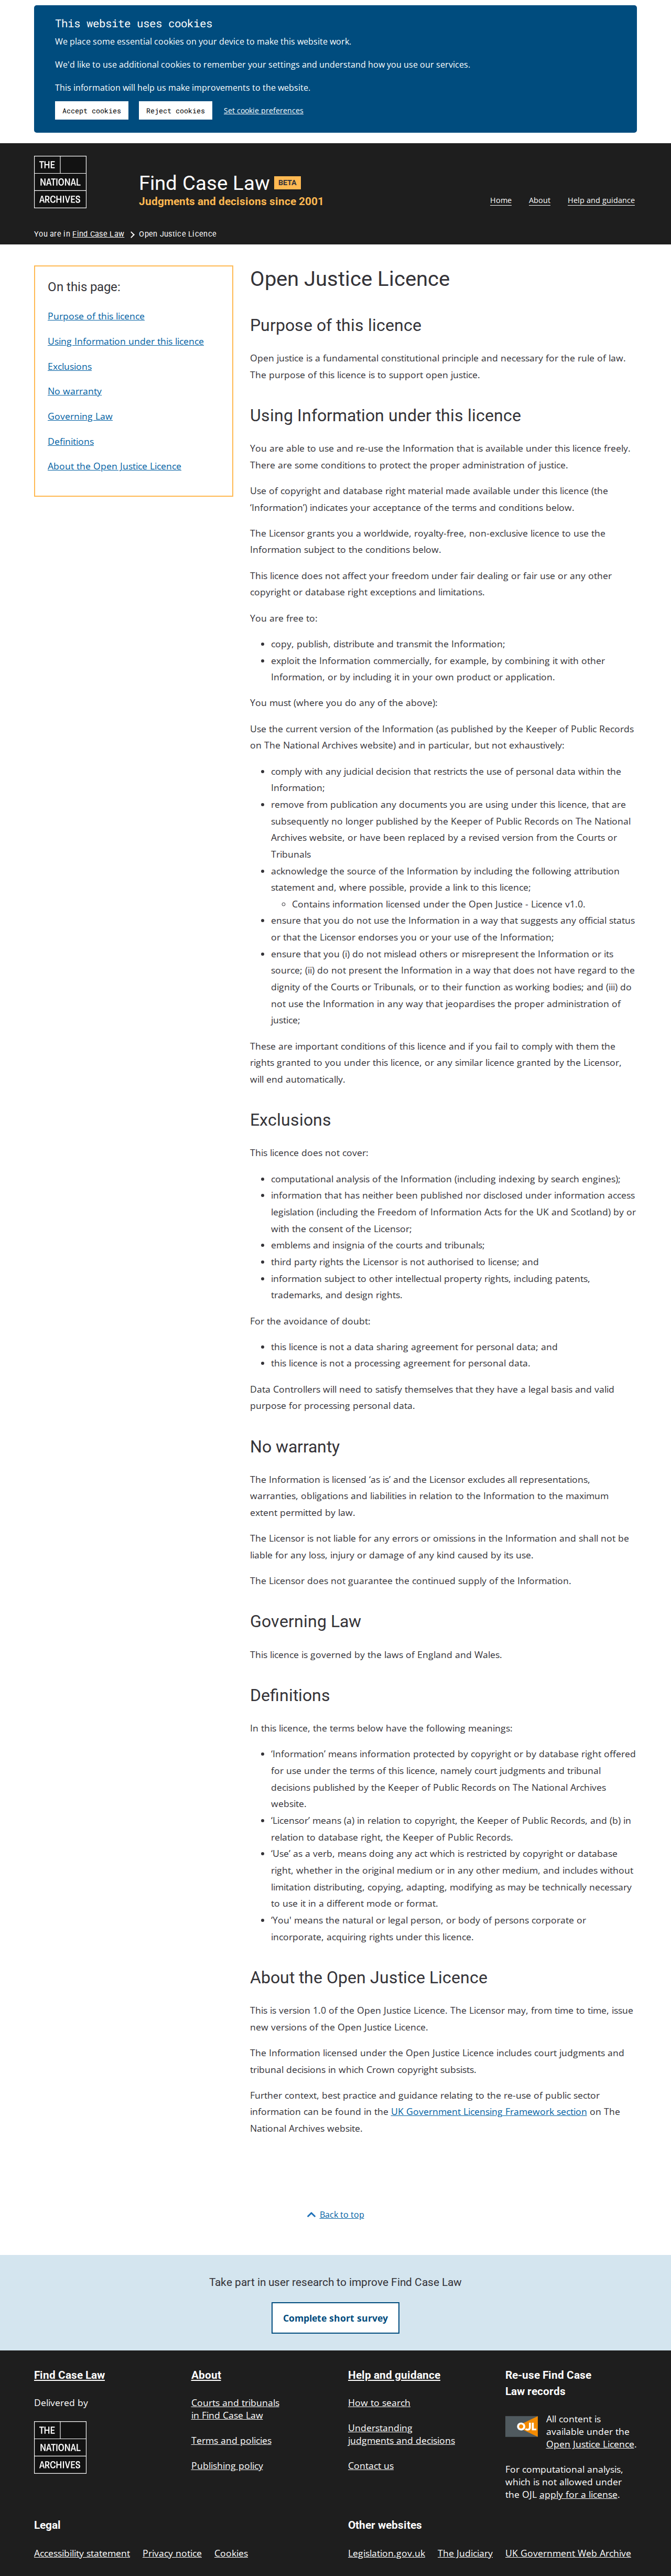 This website uses cookies
We place some essential cookies on your device to make this website work.
We'd like to use additional cookies to remember your settings and understand how you use our services.
This information will help us make improvements to the website.
Accept cookies Reject cookies Set cookie preferences
THE
NATIONAL
ARCHIVES
Find Case Law BETA
Judgments and decisions since 2001
Home About Help and guidance
You are in Find Case Law Open Justice Licence
On this page:
Purpose of this licence
Using Information under this licence
Exclusions
No warranty
Governing Law
Definitions
About the Open Justice Licence
Open Justice Licence
Purpose of this licence
Open justice is a fundamental constitutional principle and necessary for the rule of law.
The purpose of this licence is to support open justice.
Using Information under this licence
You are able to use and re-use the Information that is available under this licence freely.
There are some conditions to protect the proper administration of justice.
Use of copyright and database right material made available under this licence (the
‘Information’) indicates your acceptance of the terms and conditions below.
The Licensor grants you a worldwide, royalty-free, non-exclusive licence to use the
Information subject to the conditions below.
This licence does not affect your freedom under fair dealing or fair use or any other
copyright or database right exceptions and limitations.
You are free to:
• copy, publish, distribute and transmit the Information;
• exploit the Information commercially, for example, by combining it with other
Information, or by including it in your own product or application.
You must (where you do any of the above):
Use the current version of the Information (as published by the Keeper of Public Records
on The National Archives website) and in particular, but not exhaustively:
• comply with any judicial decision that restricts the use of personal data within the
Information;
• remove from publication any documents you are using under this licence, that are
subsequently no longer published by the Keeper of Public Records on The National
Archives website, or have been replaced by a revised version from the Courts or
Tribunals
• acknowledge the source of the Information by including the following attribution
statement and, where possible, provide a link to this licence;
◦ Contains information licensed under the Open Justice - Licence v1.0.
• ensure that you do not use the Information in a way that suggests any official status
or that the Licensor endorses you or your use of the Information;
• ensure that you (i) do not mislead others or misrepresent the Information or its
source; (ii) do not present the Information in a way that does not have regard to the
dignity of the Courts or Tribunals, or to their function as working bodies; and (iii) do
not use the Information in any way that jeopardises the proper administration of
justice;
These are important conditions of this licence and if you fail to comply with them the
rights granted to you under this licence, or any similar licence granted by the Licensor,
will end automatically.
Exclusions
This licence does not cover:
• computational analysis of the Information (including indexing by search engines);
• information that has neither been published nor disclosed under information access
legislation (including the Freedom of Information Acts for the UK and Scotland) by or
with the consent of the Licensor;
• emblems and insignia of the courts and tribunals;
• third party rights the Licensor is not authorised to license; and
• information subject to other intellectual property rights, including patents,
trademarks, and design rights.
For the avoidance of doubt:
• this licence is not a data sharing agreement for personal data; and
• this licence is not a processing agreement for personal data.
Data Controllers will need to satisfy themselves that they have a legal basis and valid
purpose for processing personal data.
No warranty
The Information is licensed ‘as is’ and the Licensor excludes all representations,
warranties, obligations and liabilities in relation to the Information to the maximum
extent permitted by law.
The Licensor is not liable for any errors or omissions in the Information and shall not be
liable for any loss, injury or damage of any kind caused by its use.
The Licensor does not guarantee the continued supply of the Information.
Governing Law
This licence is governed by the laws of England and Wales.
Definitions
In this licence, the terms below have the following meanings:
• ‘Information’ means information protected by copyright or by database right offered
for use under the terms of this licence, namely court judgments and tribunal
decisions published by the Keeper of Public Records on The National Archives
website.
• ‘Licensor’ means (a) in relation to copyright, the Keeper of Public Records, and (b) in
relation to database right, the Keeper of Public Records.
• ‘Use’ as a verb, means doing any act which is restricted by copyright or database
right, whether in the original medium or in any other medium, and includes without
limitation distributing, copying, adapting, modifying as may be technically necessary
to use it in a different mode or format.
• ‘You’ means the natural or legal person, or body of persons corporate or
incorporate, acquiring rights under this licence.
About the Open Justice Licence
This is version 1.0 of the Open Justice Licence. The Licensor may, from time to time, issue
new versions of the Open Justice Licence.
The Information licensed under the Open Justice Licence includes court judgments and
tribunal decisions in which Crown copyright subsists.
Further context, best practice and guidance relating to the re-use of public sector
information can be found in the UK Government Licensing Framework section on The
National Archives website.
Back to top
Take part in user research to improve Find Case Law
Complete short survey
Find Case Law
Delivered by
THE
NATIONAL
ARCHIVES
About
Courts and tribunals
in Find Case Law
Terms and policies
Publishing policy
Help and guidance
How to search
Understanding
judgments and decisions
Contact us
Re-use Find Case
Law records
OJL
All content is
available under the
Open Justice Licence.
For computational analysis,
which is not allowed under
the OJL apply for a license.
Legal
Accessibility statement Privacy notice Cookies
Other websites
Legislation.gov.uk The Judiciary UK Government Web Archive